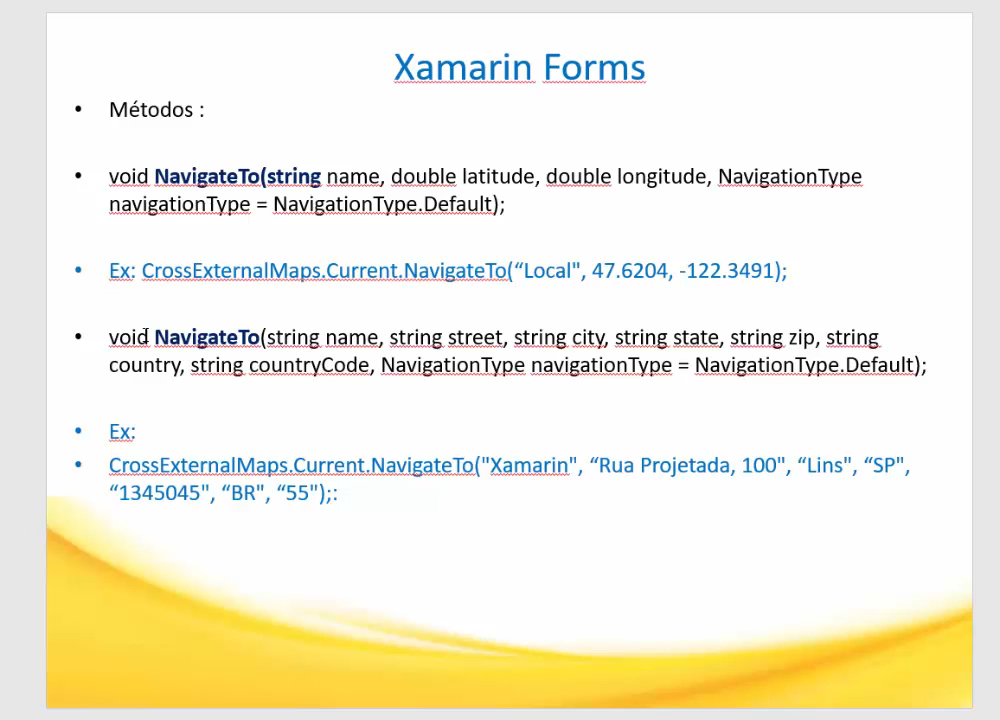 Xamarin Forms
• Métodos :
• void NavigateTo(string name, double latitude, double longitude, NavigationType
navigationType = NavigationType.Default);
• Ex: CrossExternalMaps.Current.NavigateTo(“Local", 47.6204, -122.3491);
• void NavigateTo(string name, string street, string city, string state, string zip, string
country, string countryCode, NavigationType navigationType = NavigationType.Default);
• Ex:
• CrossExternalMaps.Current.NavigateTo("Xamarin", “Rua Projetada, 100", “Lins", “SP",
“1345045", “BR", “55");: